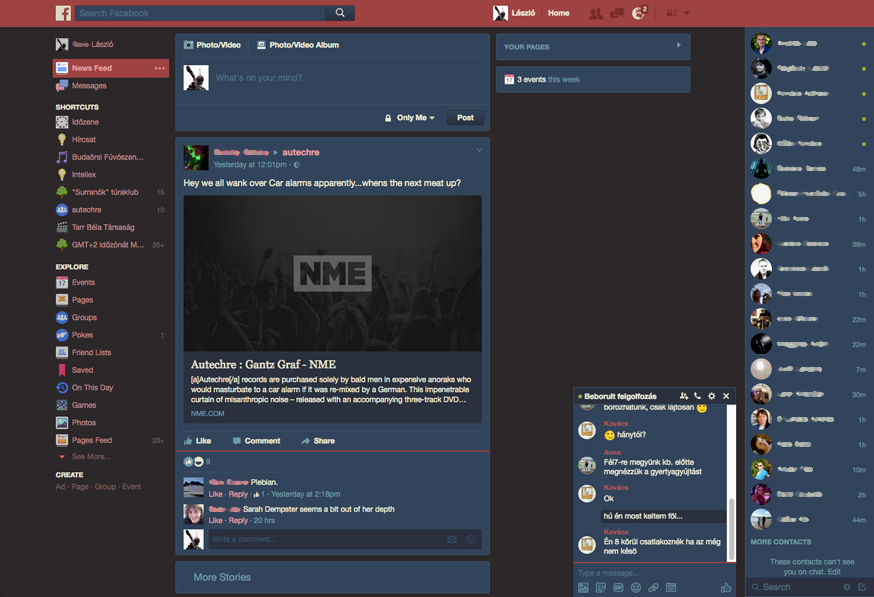 Search Facebook
László
Home
2
László
News Feed
Messages
SHORTCUTS
Időzene
Hírcsat
Budaörsi Fúvószen...
Intellex
"Surranók" túraklub 15
autechre 10
Tarr Béla Társaság
GMT+2 Időzónát M... 20+
EXPLORE
17 Events
Pages
Groups
Pokes 1
Friend Lists
Saved
On This Day
Games
Photos
Pages Feed 20+
See More...
CREATE
Ad · Page · Group · Event
Photo/Video
Photo/Video Album
What's on your mind?
Only Me
Post
autechre
Yesterday at 12:01pm ·
Hey we all wank over Car alarms apparently...whens the next meat up?
NME
Autechre : Gantz Graf - NME
[a]Autechre[/a] records are purchased solely by bald men in expensive anoraks who
would masturbate to a car alarm if it was re-mixed by a German. This impenetrable
curtain of misanthropic noise – released with an accompanying three-track DVD...
NME.COM
Like Comment Share
9
Plebian.
Like · Reply · 1 · Yesterday at 2:18pm
Sarah Dempster seems a bit out of her depth
Like · Reply · 20 hrs
Write a comment...
More Stories
YOUR PAGES
17 3 events this week
Beborult felgolfozás
borozhatunk, csak lajtosan
Kovács
hánytól?
Anna
Fél7-re megyünk kb. előtte
megnézzük a gyertyagyújtást
Kovács
Ok
hú én most keltem föl...
Kovács
Én 8 körül csatlakoznék ha az még
nem késő
Type a message...
48m
5h
1h
38m
1h
1h
22m
22m
7m
30m
1h
1h
10m
2h
44m
MORE CONTACTS
These contacts can't see
you on chat. Edit
Search